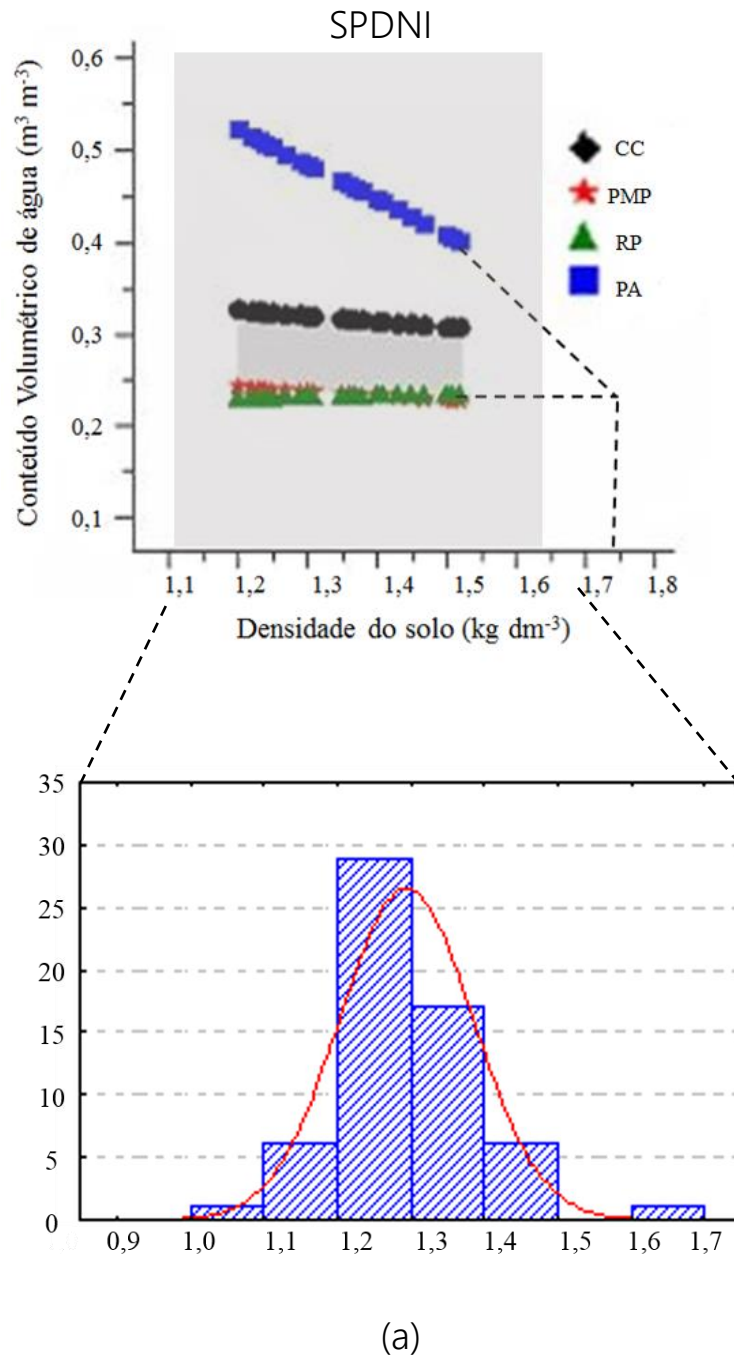 SPDNI
Conteúdo Volumétrico de água (m³ m⁻³)
0,6
0,5
0,4
0,3
0,2
0,1
CC
PMP
RP
PA
1,1 1,2 1,3 1,4 1,5 1,6 1,7 1,8
Densidade do solo (kg dm⁻³)
35
30
25
20
15
10
5
0
0,9 1,0 1,1 1,2 1,3 1,4 1,5 1,6 1,7
(a)